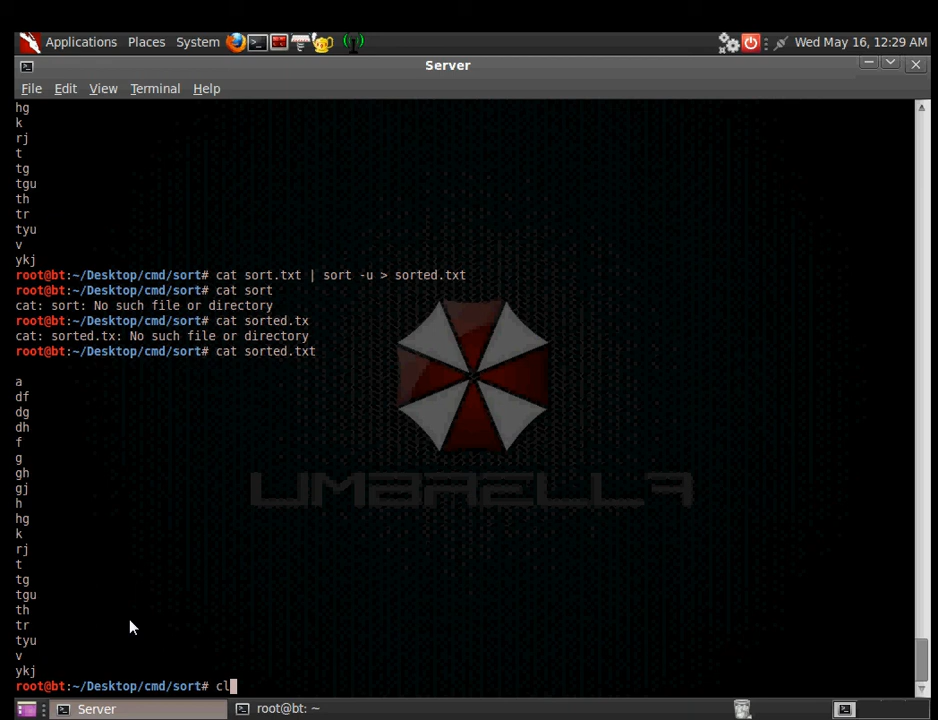 Applications Places System Wed May 16, 12:29 AM
Server
File Edit View Terminal Help
hg
k
rj
t
tg
tgu
th
tr
tyu
v
ykj
root@bt:~/Desktop/cmd/sort# cat sort.txt | sort -u > sorted.txt
root@bt:~/Desktop/cmd/sort# cat sort
cat: sort: No such file or directory
root@bt:~/Desktop/cmd/sort# cat sorted.tx
cat: sorted.tx: No such file or directory
root@bt:~/Desktop/cmd/sort# cat sorted.txt
a
df
dg
dh
f
g
gh
gj
h
hg
k
rj
t
tg
tgu
th
tr
tyu
v
ykj
root@bt:~/Desktop/cmd/sort# cl
UMBRELLA
Server root@bt: ~